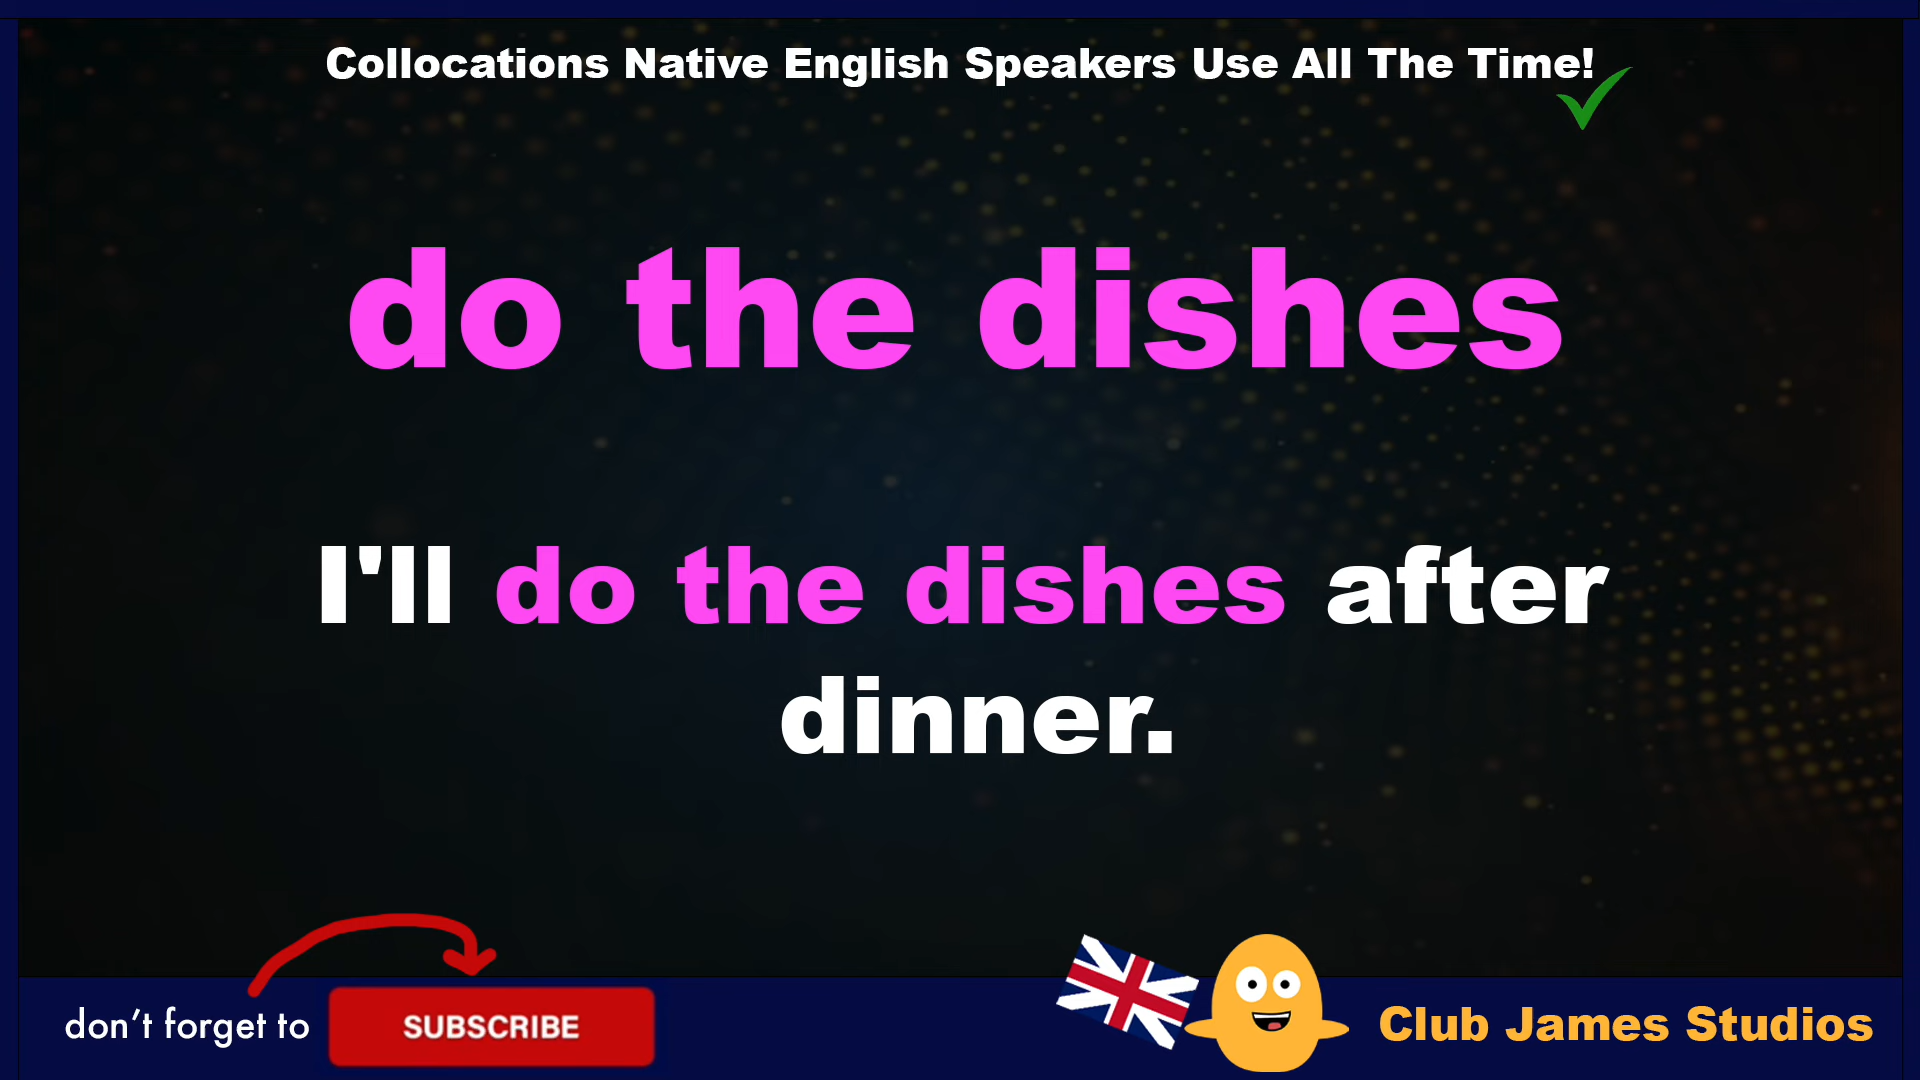 Collocations Native English Speakers Use All The Time!
do the dishes
I'll do the dishes after
dinner.
don't forget to
SUBSCRIBE
Club James Studios